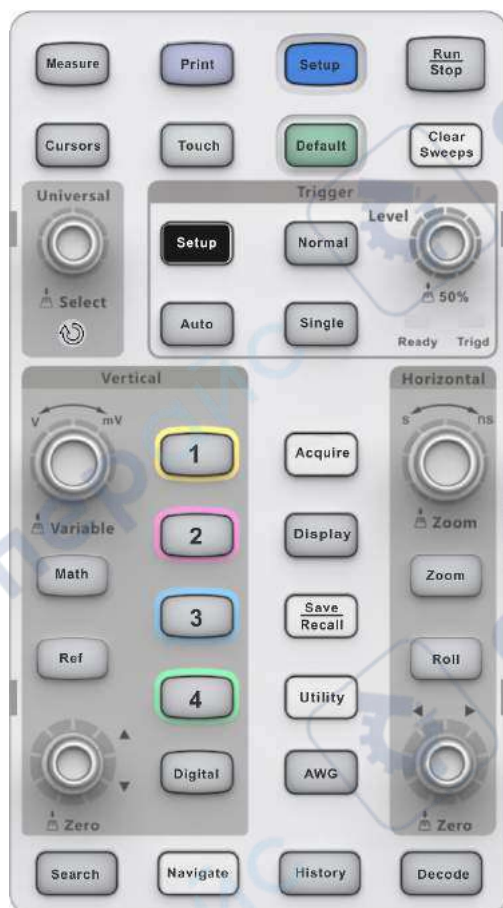 Measure
Print
Setup
Run
Stop
Cursors
Touch
Default
Clear
Sweeps
Universal
Select
Trigger
Setup
Normal
Level
50%
Auto
Single
Ready Trigd
Vertical
V mV
Variable
Math
Ref
Zero
1
2
3
4
Digital
Acquire
Display
Save
Recall
Utility
AWG
Horizontal
s ns
Zoom
Zoom
Roll
Zero
Search
Navigate
History
Decode